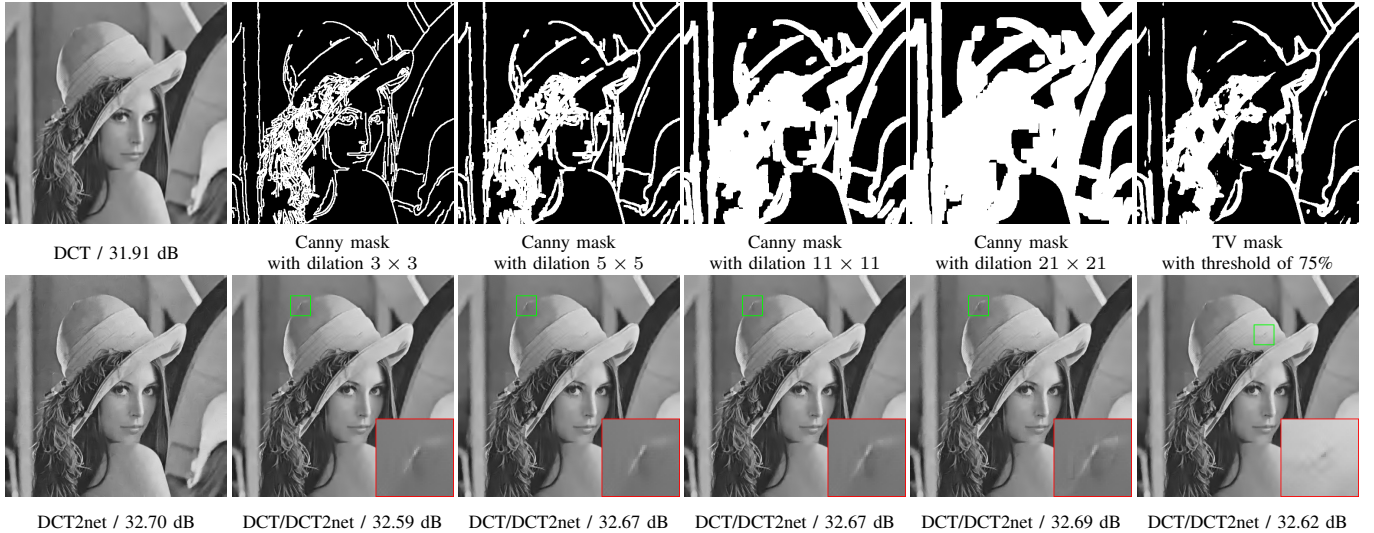 DCT / 31.91 dB
Canny mask
with dilation 3 × 3
Canny mask
with dilation 5 × 5
Canny mask
with dilation 11 × 11
Canny mask
with dilation 21 × 21
TV mask
with threshold of 75%
DCT2net / 32.70 dB
DCT/DCT2net / 32.59 dB
DCT/DCT2net / 32.67 dB
DCT/DCT2net / 32.67 dB
DCT/DCT2net / 32.69 dB
DCT/DCT2net / 32.62 dB